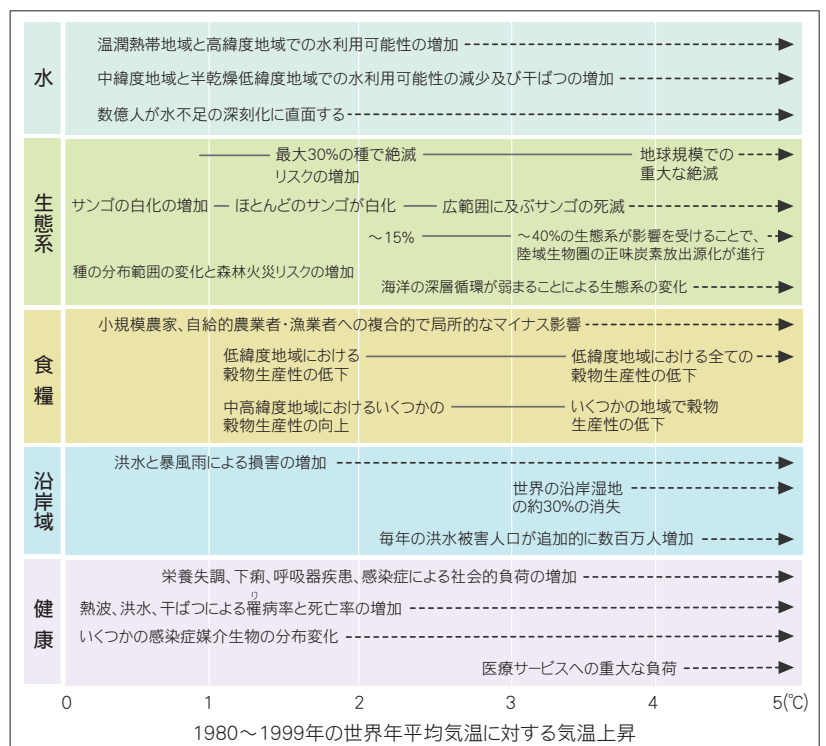 水
温潤熱帯地域と高緯度地域での水利用可能性の増加
中緯度地域と半乾燥低緯度地域での水利用可能性の減少及び干ばつの増加
数億人が水不足の深刻化に直面する
生態系
最大30%の種で絶滅
リスクの増加
地球規模での
重大な絶滅
サンゴの白化の増加 ほとんどのサンゴが白化 広範囲に及ぶサンゴの死滅
～15%
～40%の生態系が影響を受けることで、
陸域生物圏の正味炭素放出源化が進行
種の分布範囲の変化と森林火災リスクの増加
海洋の深層循環が弱まることによる生態系の変化
食糧
小規模農家、自給的農業者・漁業者への複合的で局所的なマイナス影響
低緯度地域における
穀物生産性の低下
低緯度地域における全ての
穀物生産性の低下
中高緯度地域におけるいくつかの
穀物生産性の向上
いくつかの地域で穀物
生産性の低下
沿岸域
洪水と暴風雨による損害の増加
世界の沿岸湿地
の約30%の消失
毎年の洪水被害人口が追加的に数百万人増加
健康
栄養失調、下痢、呼吸器疾患、感染症による社会的負荷の増加
り
熱波、洪水、干ばつによる罹病率と死亡率の増加
いくつかの感染症媒介生物の分布変化
医療サービスへの重大な負荷
0 1 2 3 4 5(℃)
1980～1999年の世界年平均気温に対する気温上昇